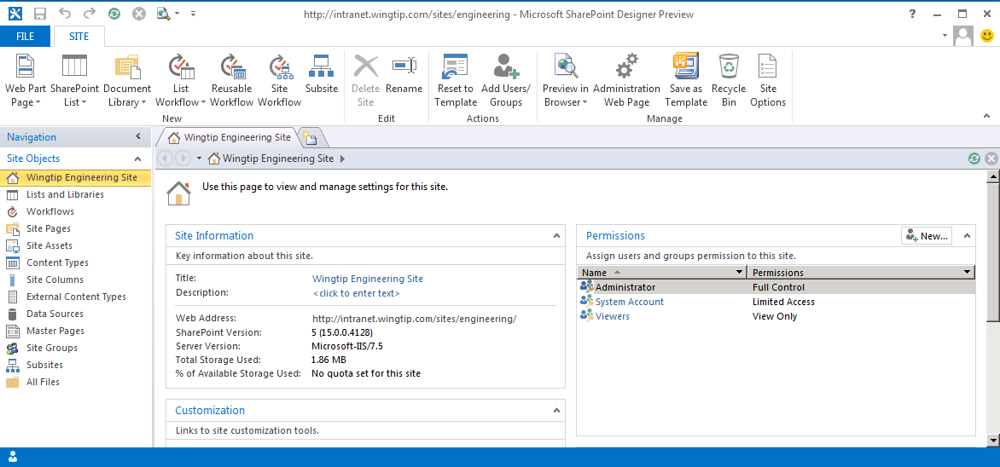 http://intranet.wingtip.com/sites/engineering - Microsoft SharePoint Designer Preview
?
FILE
SITE
Web Part Page
SharePoint List
Document Library
List Workflow
Reusable Workflow
Site Workflow
Subsite
Delete Site
Rename
Reset to Template
Add Users/ Groups
Preview in Browser
Administration Web Page
Save as Template
Recycle Bin
Site Options
New
Edit
Actions
Manage
Navigation
Site Objects
Wingtip Engineering Site
Lists and Libraries
Workflows
Site Pages
Site Assets
Content Types
Site Columns
External Content Types
Data Sources
Master Pages
Site Groups
Subsites
All Files
Wingtip Engineering Site
Wingtip Engineering Site
Use this page to view and manage settings for this site.
Site Information
Key information about this site.
Title: Wingtip Engineering Site
Description: <click to enter text>
Web Address: http://intranet.wingtip.com/sites/engineering/
SharePoint Version: 5 (15.0.0.4128)
Server Version: Microsoft-IIS/7.5
Total Storage Used: 1.86 MB
% of Available Storage Used: No quota set for this site
Customization
Links to site customization tools.
Permissions
New...
Assign users and groups permission to this site.
Name Permissions
Administrator Full Control
System Account Limited Access
Viewers View Only